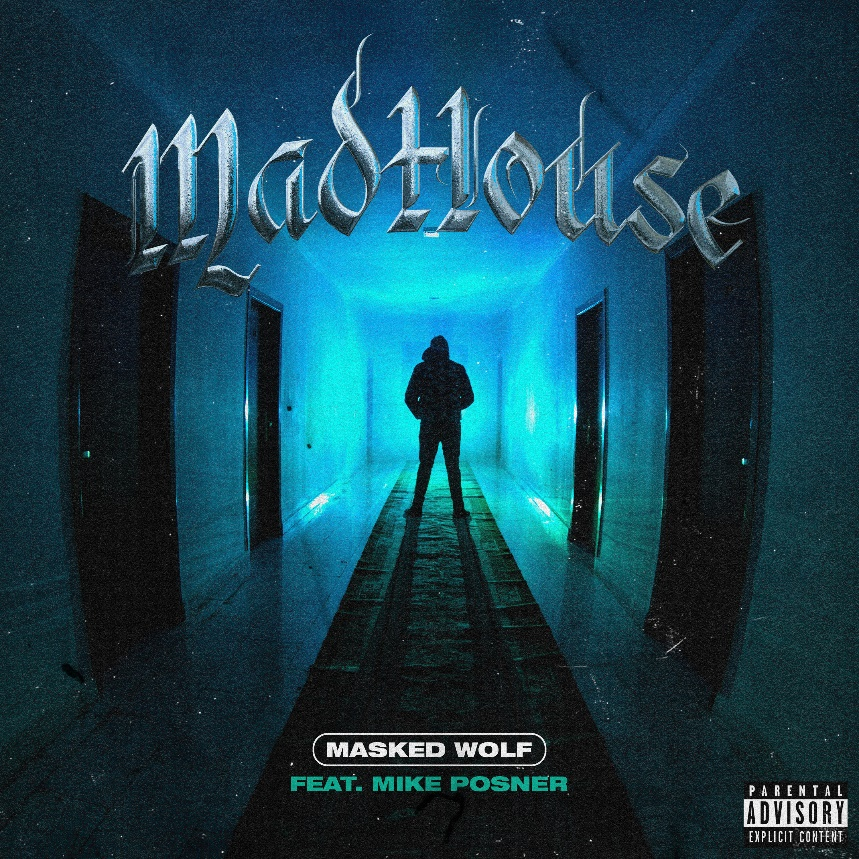 MadHouse
MASKED WOLF
FEAT. MIKE POSNER
PARENTAL
ADVISORY
EXPLICIT CONTENT